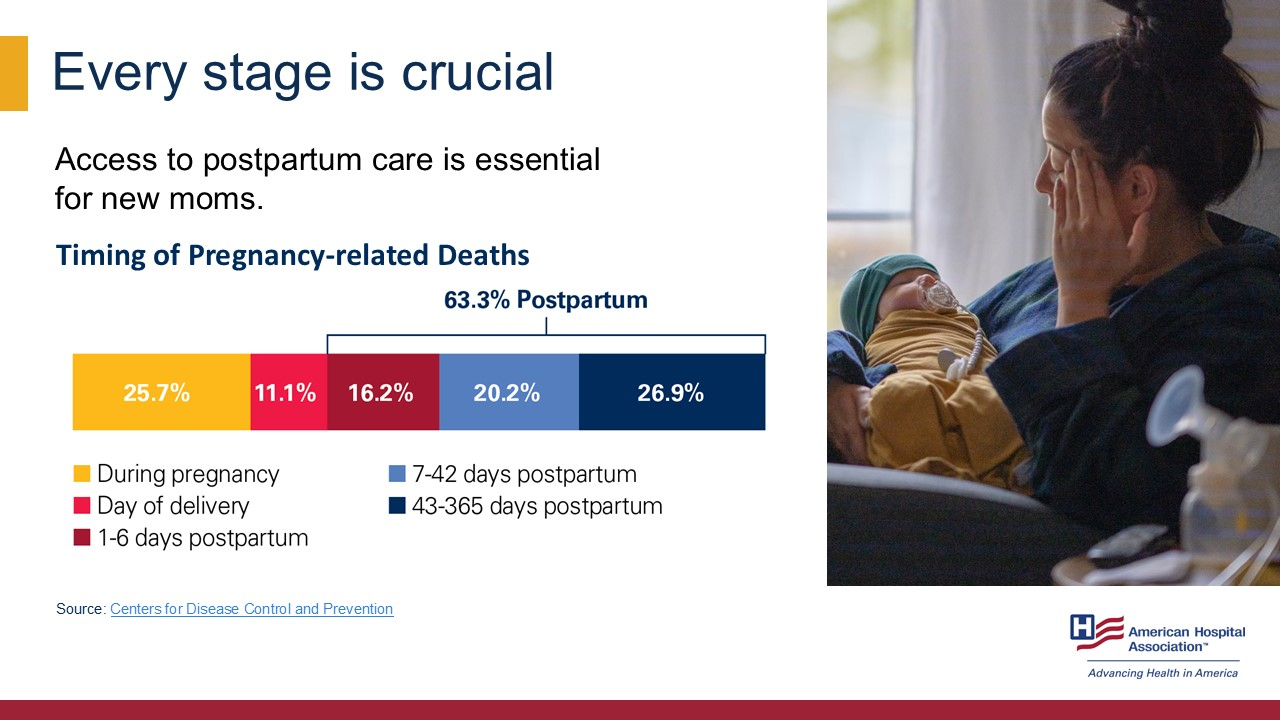 Every stage is crucial
Access to postpartum care is essential
for new moms.
Timing of Pregnancy-related Deaths
63.3% Postpartum
25.7% 11.1% 16.2% 20.2% 26.9%
During pregnancy
Day of delivery
1-6 days postpartum
7-42 days postpartum
43-365 days postpartum
Source: Centers for Disease Control and Prevention
H American Hospital
Association™
Advancing Health in America